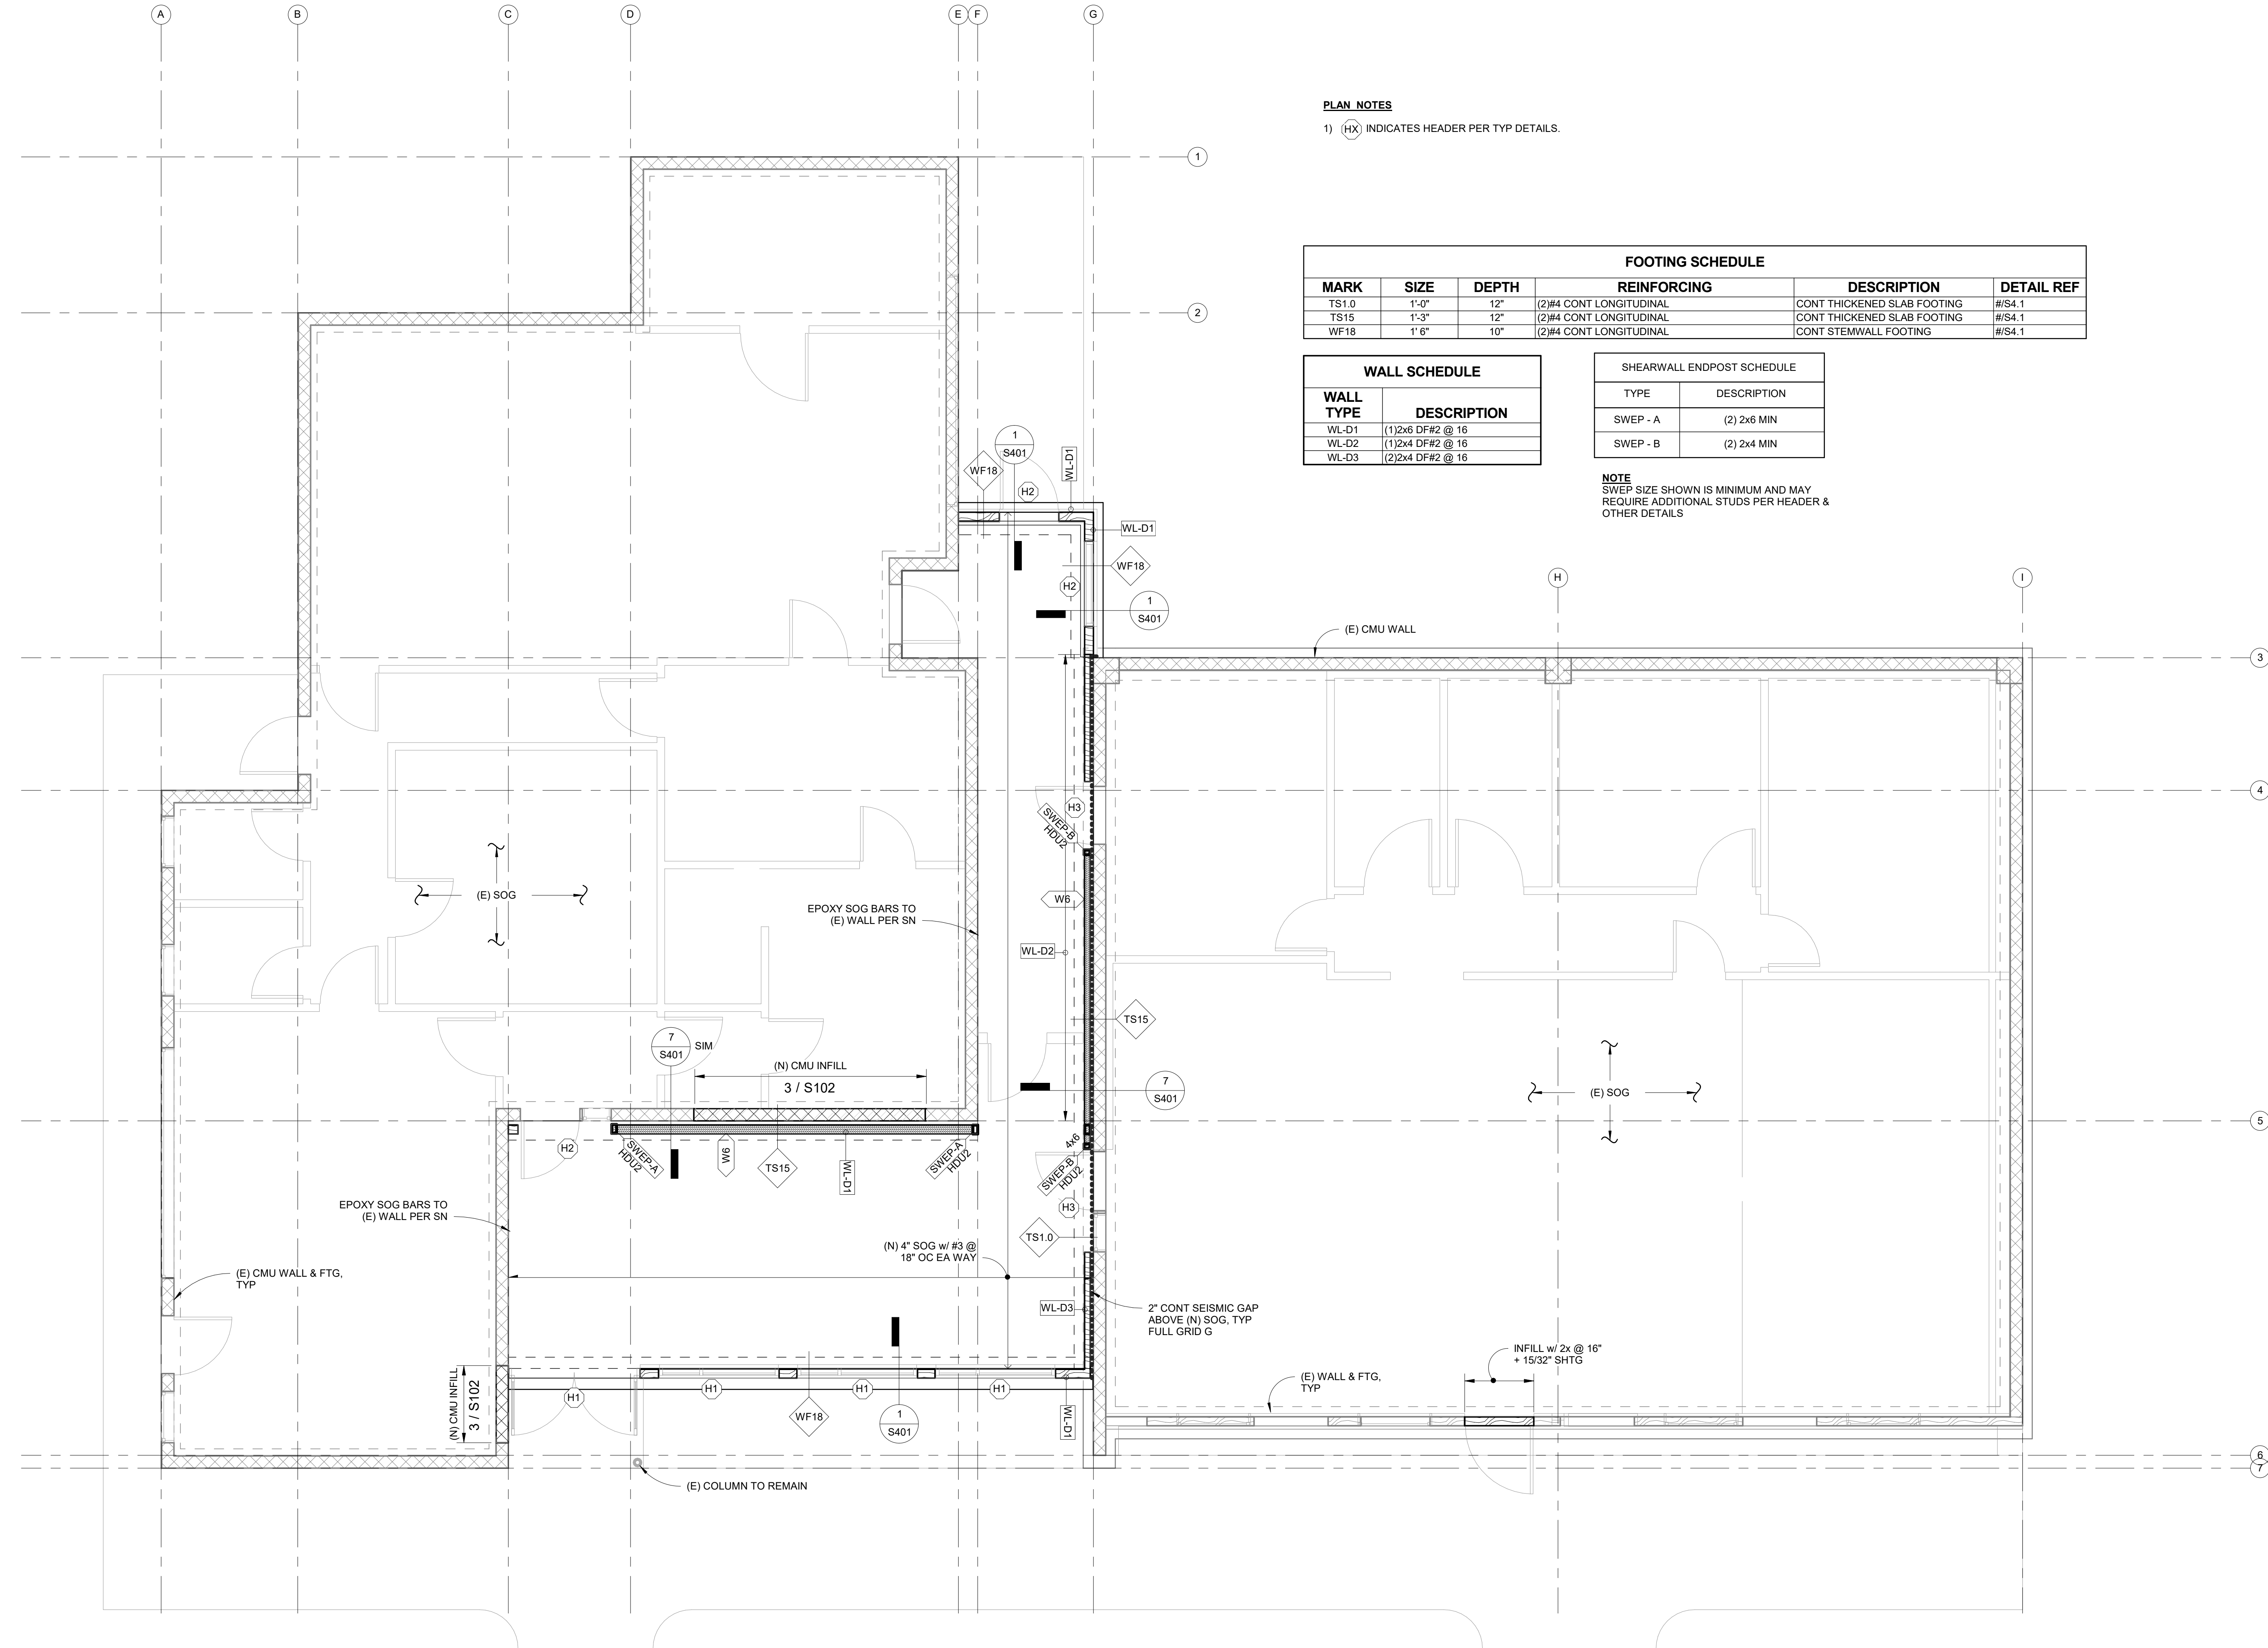 A
B
C
D
E
F
G
1
PLAN NOTES
1) HX INDICATES HEADER PER TYP DETAILS.
2
FOOTING SCHEDULE
MARK SIZE DEPTH REINFORCING DESCRIPTION DETAIL REF
TS1.0 1'-0" 12" (2)#4 CONT LONGITUDINAL CONT THICKENED SLAB FOOTING #/S4.1
TS15 1'-3" 12" (2)#4 CONT LONGITUDINAL CONT THICKENED SLAB FOOTING #/S4.1
WF18 1' 6" 10" (2)#4 CONT LONGITUDINAL CONT STEMWALL FOOTING #/S4.1
WALL SCHEDULE
WALL
TYPE DESCRIPTION
WL-D1 (1)2x6 DF#2 @ 16
WL-D2 (1)2x4 DF#2 @ 16
WL-D3 (2)2x4 DF#2 @ 16
SHEARWALL ENDPOST SCHEDULE
TYPE DESCRIPTION
SWEP - A (2) 2x6 MIN
SWEP - B (2) 2x4 MIN
NOTE
SWEP SIZE SHOWN IS MINIMUM AND MAY
REQUIRE ADDITIONAL STUDS PER HEADER &
OTHER DETAILS
1
S401
WF18
WL-D1
H2
WL-D1
WF18
H2
1
S401
H
I
(E) CMU WALL
3
4
H3
SWEP-B
HDU2
(E) SOG
W6
EPOXY SOG BARS TO
(E) WALL PER SN
WL-D2
TS15
7
S401
SIM
(N) CMU INFILL
3 / S102
7
S401
(E) SOG
5
H2
SWEP-A
HDU2
W6
TS15
WL-D1
SWEP-A
HDU2
4x6
SWEP-B
HDU2
H3
EPOXY SOG BARS TO
(E) WALL PER SN
TS1.0
(N) 4" SOG w/ #3 @
18" OC EA WAY
(E) CMU WALL & FTG,
TYP
WL-D3
2" CONT SEISMIC GAP
ABOVE (N) SOG, TYP
FULL GRID G
INFILL w/ 2x @ 16"
+ 15/32" SHTG
(E) WALL & FTG,
TYP
(N) CMU INFILL
3 / S102
H1
H1
H1
H1
WF18
1
S401
WL-D1
6
7
(E) COLUMN TO REMAIN